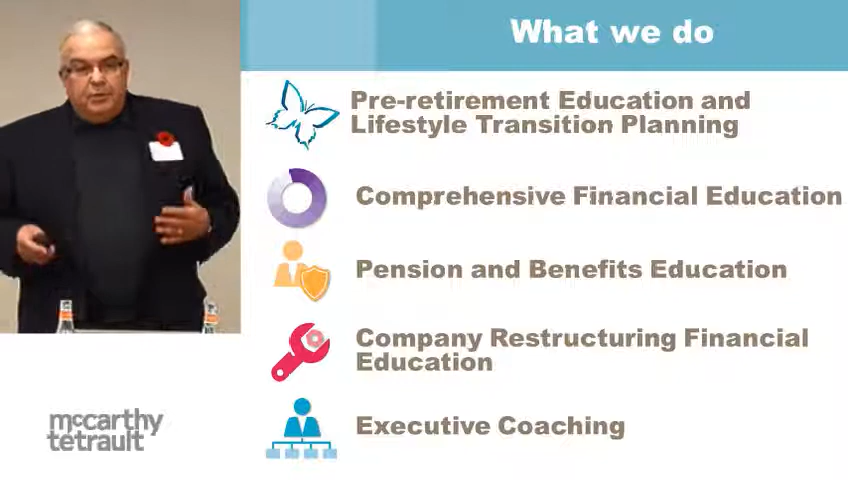 What we do
Pre-retirement Education and
Lifestyle Transition Planning
Comprehensive Financial Education
Pension and Benefits Education
Company Restructuring Financial
Education
Executive Coaching
mccarthy
tetrault